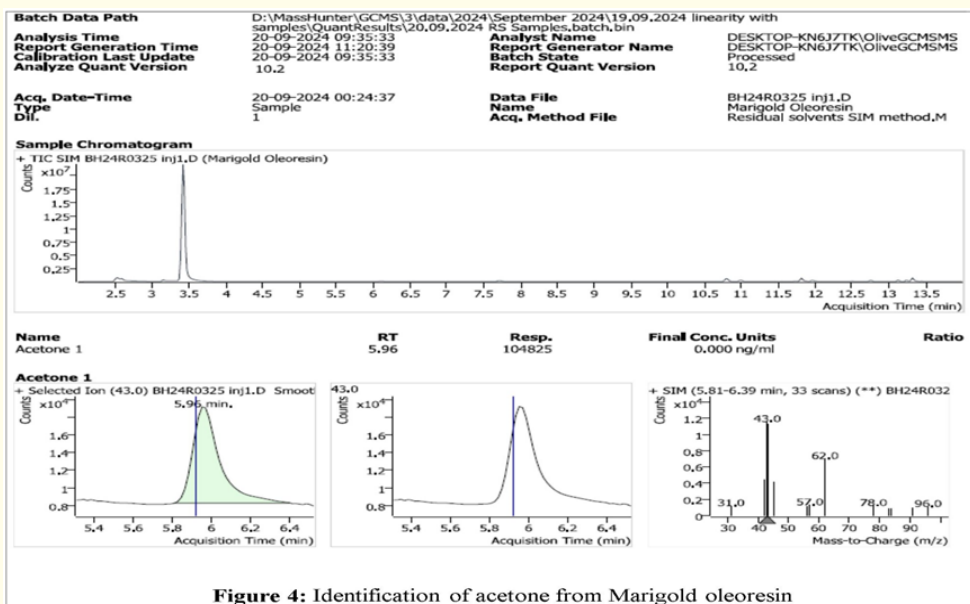 Batch Data Path D:\MassHunter\GCMS\3\data\2024\September 2024\19.09.2024 linearity with
samples\QuantResults\20.09.2024 RS Samples.batch.bin
Analysis Time 20-09-2024 09:35:33 Analyst Name DESKTOP-KN6J7TK\OliveGCMSMS
Report Generation Time 20-09-2024 11:20:39 Report Generator Name DESKTOP-KN6J7TK\OliveGCMSMS
Calibration Last Update 20-09-2024 09:35:33 Batch State Processed
Analyze Quant Version 10.2 Report Quant Version 10.2
Acq. Date-Time 20-09-2024 00:24:37 Data File BH24R0325 inj1.D
Type Sample Name Marigold Oleoresin
Dil. 1 Acq. Method File Residual solvents SIM method.M
Sample Chromatogram
+ TIC SIM BH24R0325 inj1.D (Marigold Oleoresin)
Counts
x10⁷
1.75
1.5
1.25
1
0.75
0.5
0.25
2.5 3 3.5 4 4.5 5 5.5 6 6.5 7 7.5 8 8.5 9 9.5 10 10.5 11 11.5 12 12.5 13 13.5
Acquisition Time (min)
Name RT Resp. Final Conc. Units Ratio
Acetone 1 5.96 104825 0.000 ng/ml
Acetone 1
+ Selected Ion (43.0) BH24R0325 inj1.D Smoot
Counts
x10⁴
5.96 min.
1.6
1.4
1.2
1
0.8
5.4 5.6 5.8 6 6.2 6.4
Acquisition Time (min)
43.0
Counts
x10⁴
1.6
1.4
1.2
1
0.8
5.4 5.6 5.8 6 6.2 6.4
Acquisition Time (min)
+ SIM (5.81-6.39 min, 33 scans) (**) BH24R032
Counts
x10⁴
1.2
1
0.8
0.6
0.4
0.2
0
43.0
62.0
31.0
57.0
78.0
96.0
30 40 50 60 70 80 90
Mass-to-Charge (m/z)
Figure 4: Identification of acetone from Marigold oleoresin